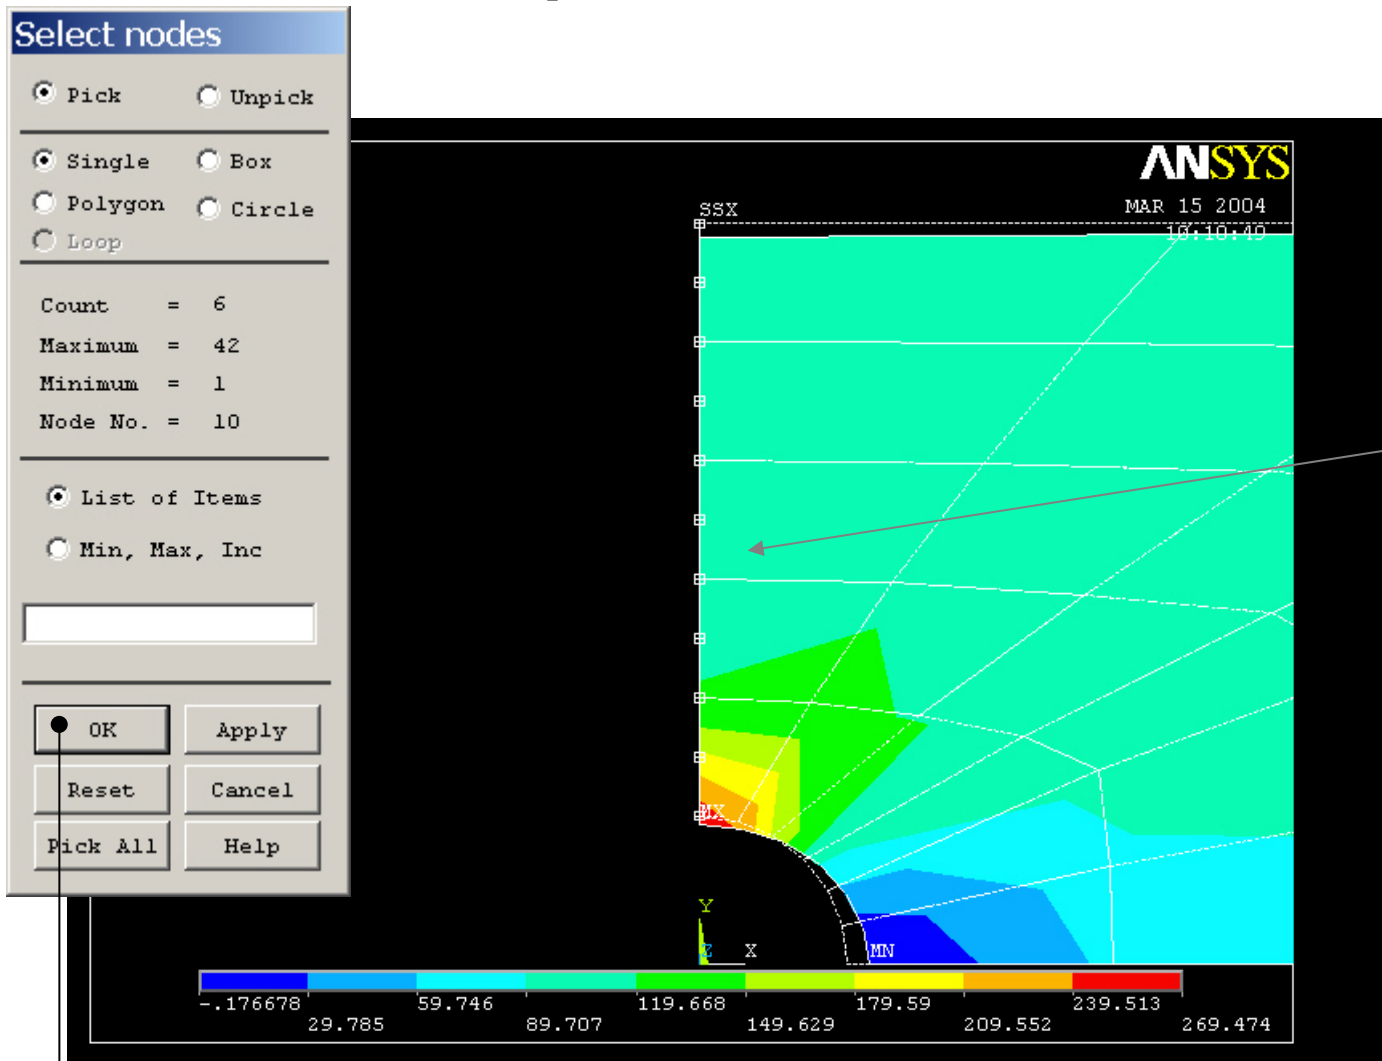 Select nodes
Pick Unpick
Single Box
Polygon Circle
Loop
Count = 6
Maximum = 42
Minimum = 1
Node No. = 10
List of Items
Min, Max, Inc
OK Apply
Reset Cancel
Pick All Help
ANSYS
SSX
MAR 15 2004
10:10:49
MX
Y
Z X
MN
-.176678 59.746 119.668 179.59 239.513
29.785 89.707 149.629 209.552 269.474